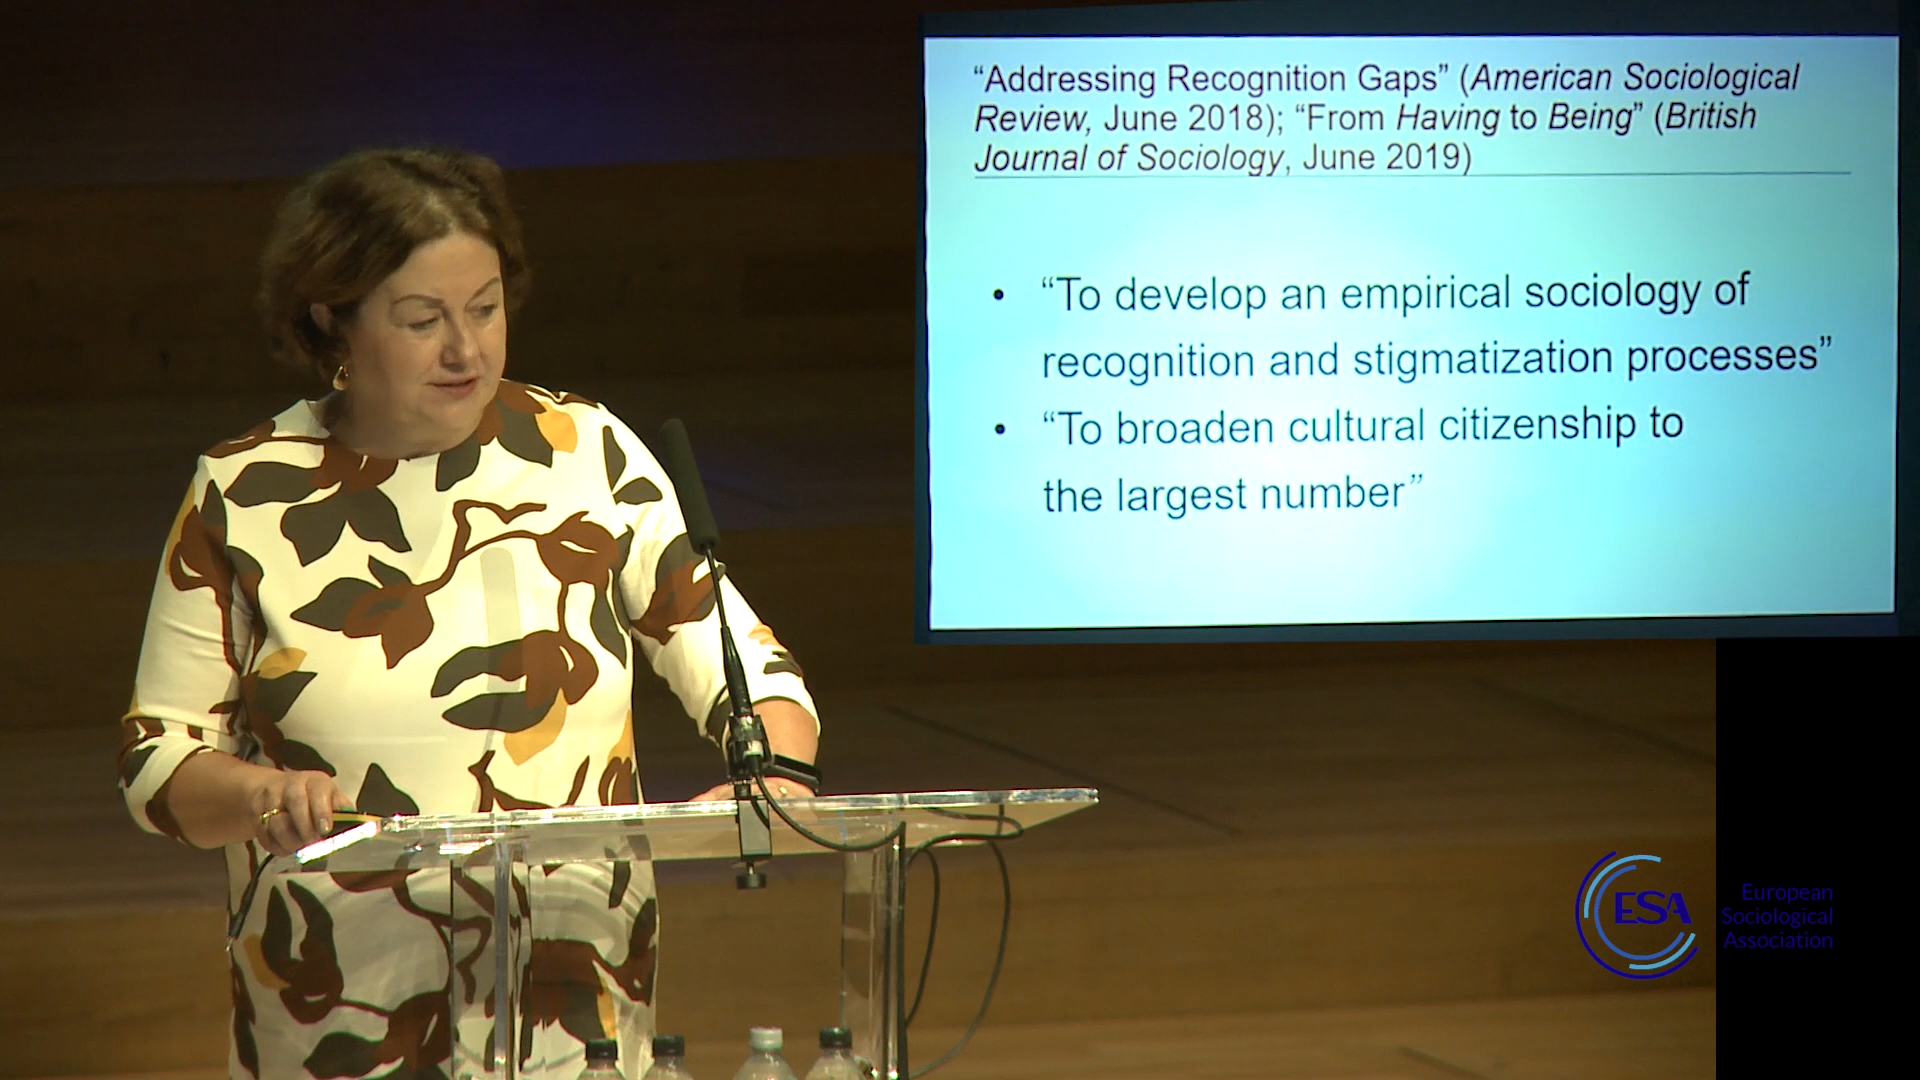 “Addressing Recognition Gaps” (American Sociological
Review, June 2018); “From Having to Being” (British
Journal of Sociology, June 2019)
• “To develop an empirical sociology of
recognition and stigmatization processes”
• “To broaden cultural citizenship to
the largest number”
ESA
European
Sociological
Association